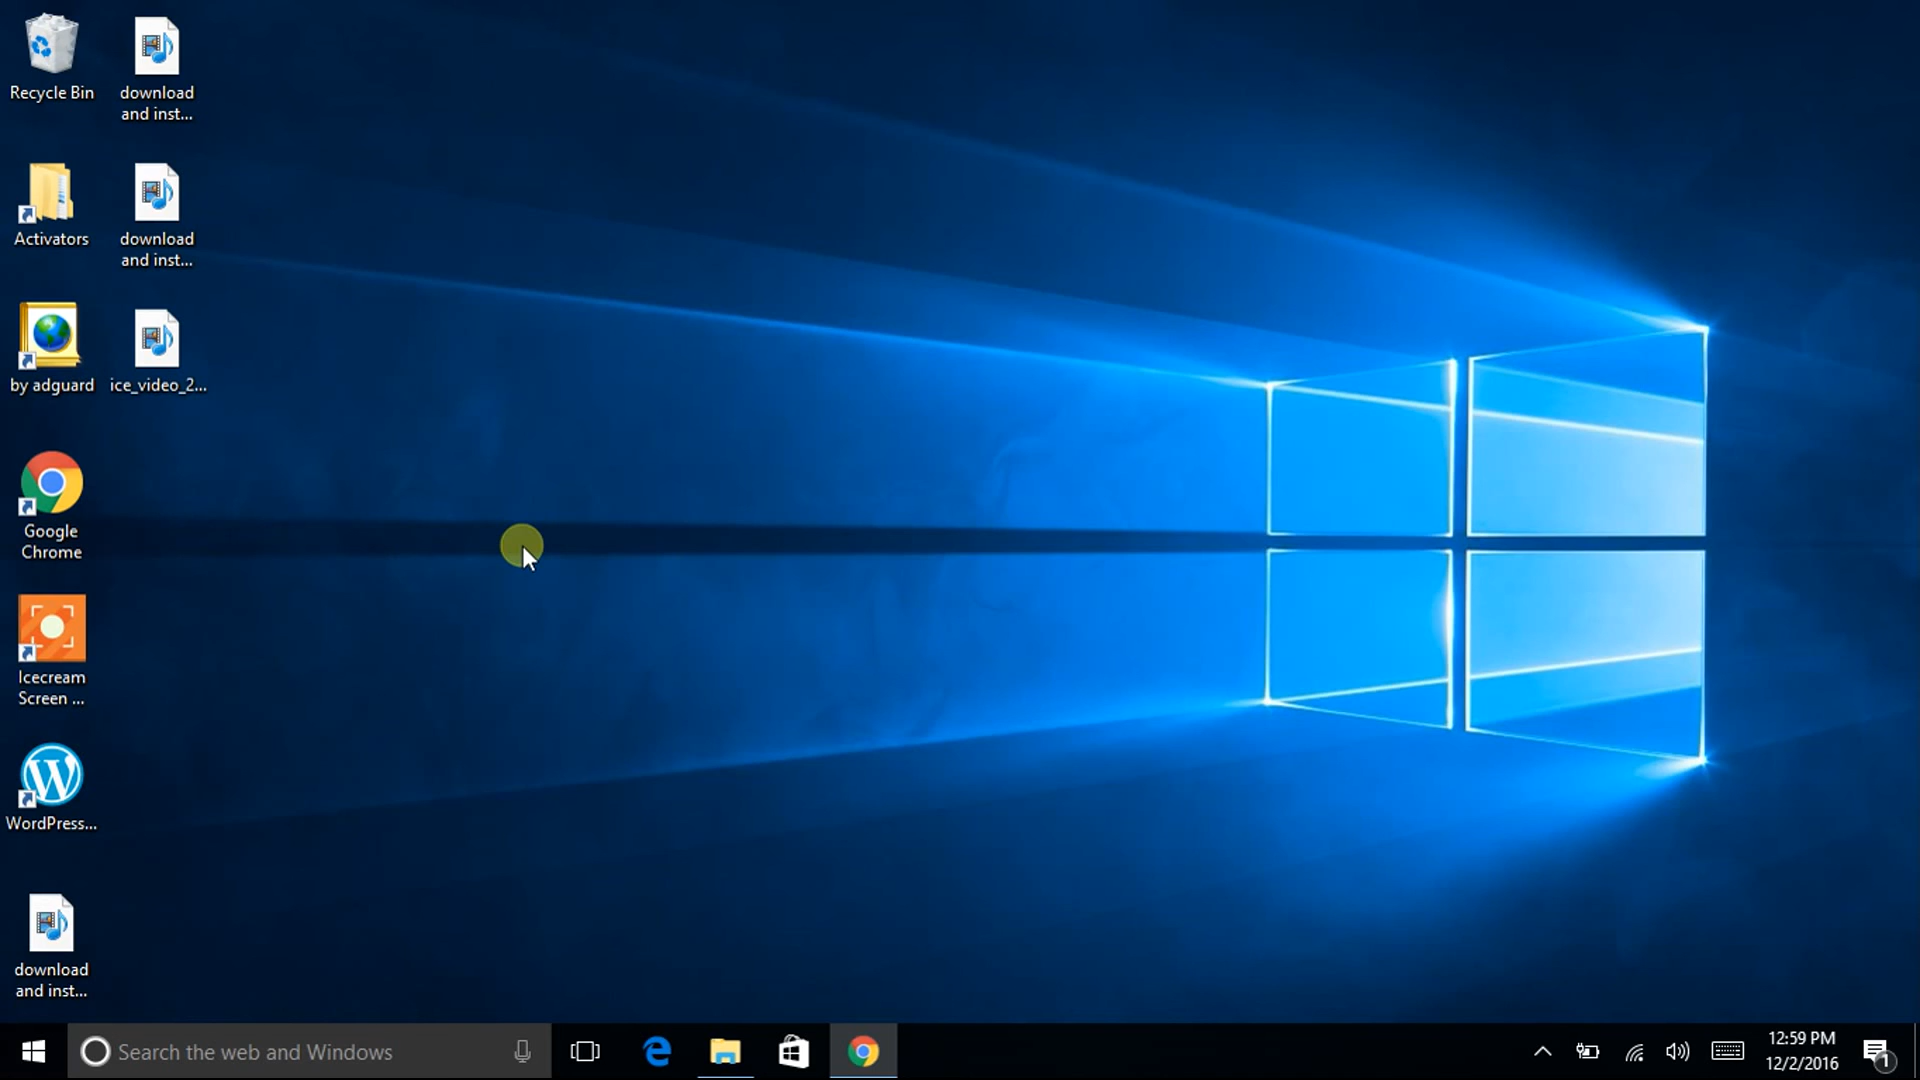 Recycle Bin
download
and inst...
Activators
download
and inst...
by adguard
ice_video_2...
Google
Chrome
Icecream
Screen ...
WordPress...
download
and inst...
Search the web and Windows
12:59 PM
12/2/2016
1